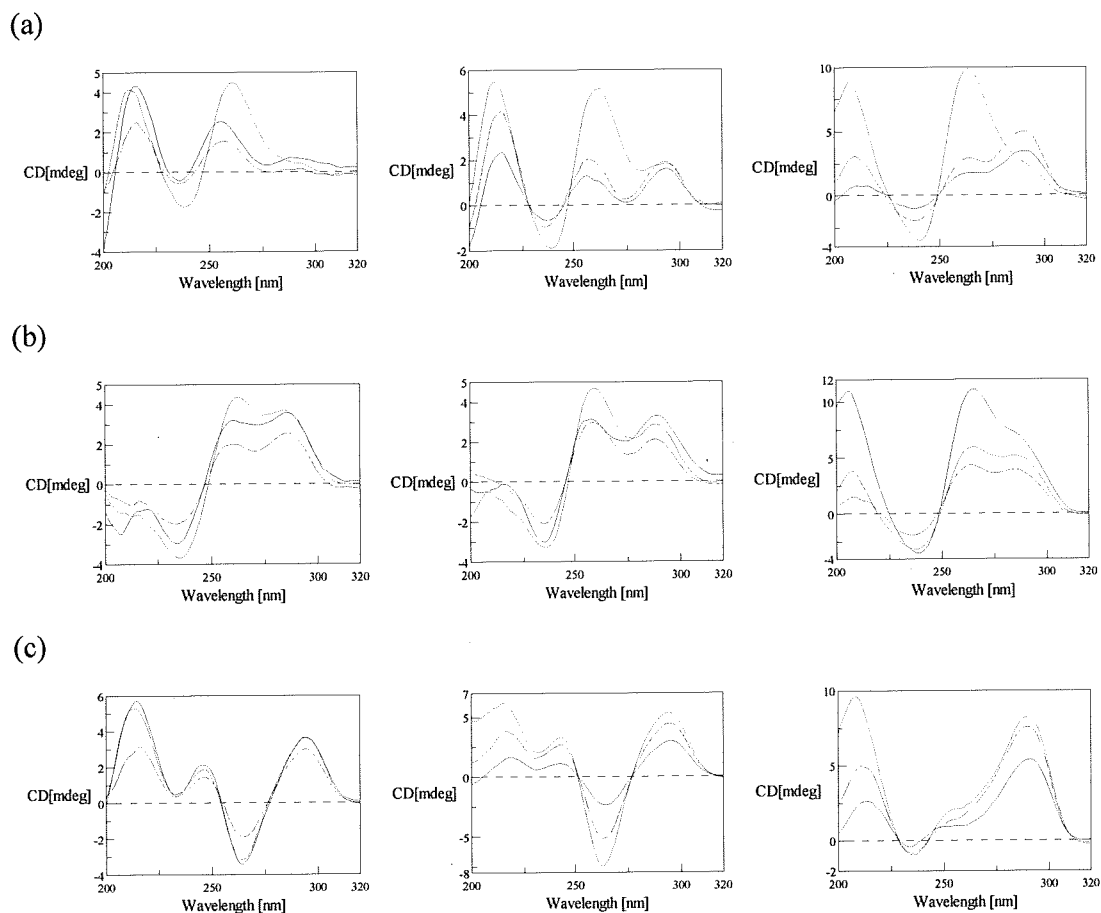 (a)
5 4 2 0 -2 -4
CD[mdeg]
200 250 300 320
Wavelength [nm]
6 4 2 0 -2
CD[mdeg]
200 250 300 320
Wavelength [nm]
10 5 0 -4
CD[mdeg]
200 250 300 320
Wavelength [nm]
(b)
5 4 2 0 -2 -4
CD[mdeg]
200 250 300 320
Wavelength [nm]
5 4 2 0 -2 -4
CD[mdeg]
200 250 300 320
Wavelength [nm]
12 10 5 0 -4
CD[mdeg]
200 250 300 320
Wavelength [nm]
(c)
6 4 2 0 -2 -4
CD[mdeg]
200 250 300 320
Wavelength [nm]
7 5 0 -5 -8
CD[mdeg]
200 250 300 320
Wavelength [nm]
10 5 0 -2
CD[mdeg]
200 250 300 320
Wavelength [nm]